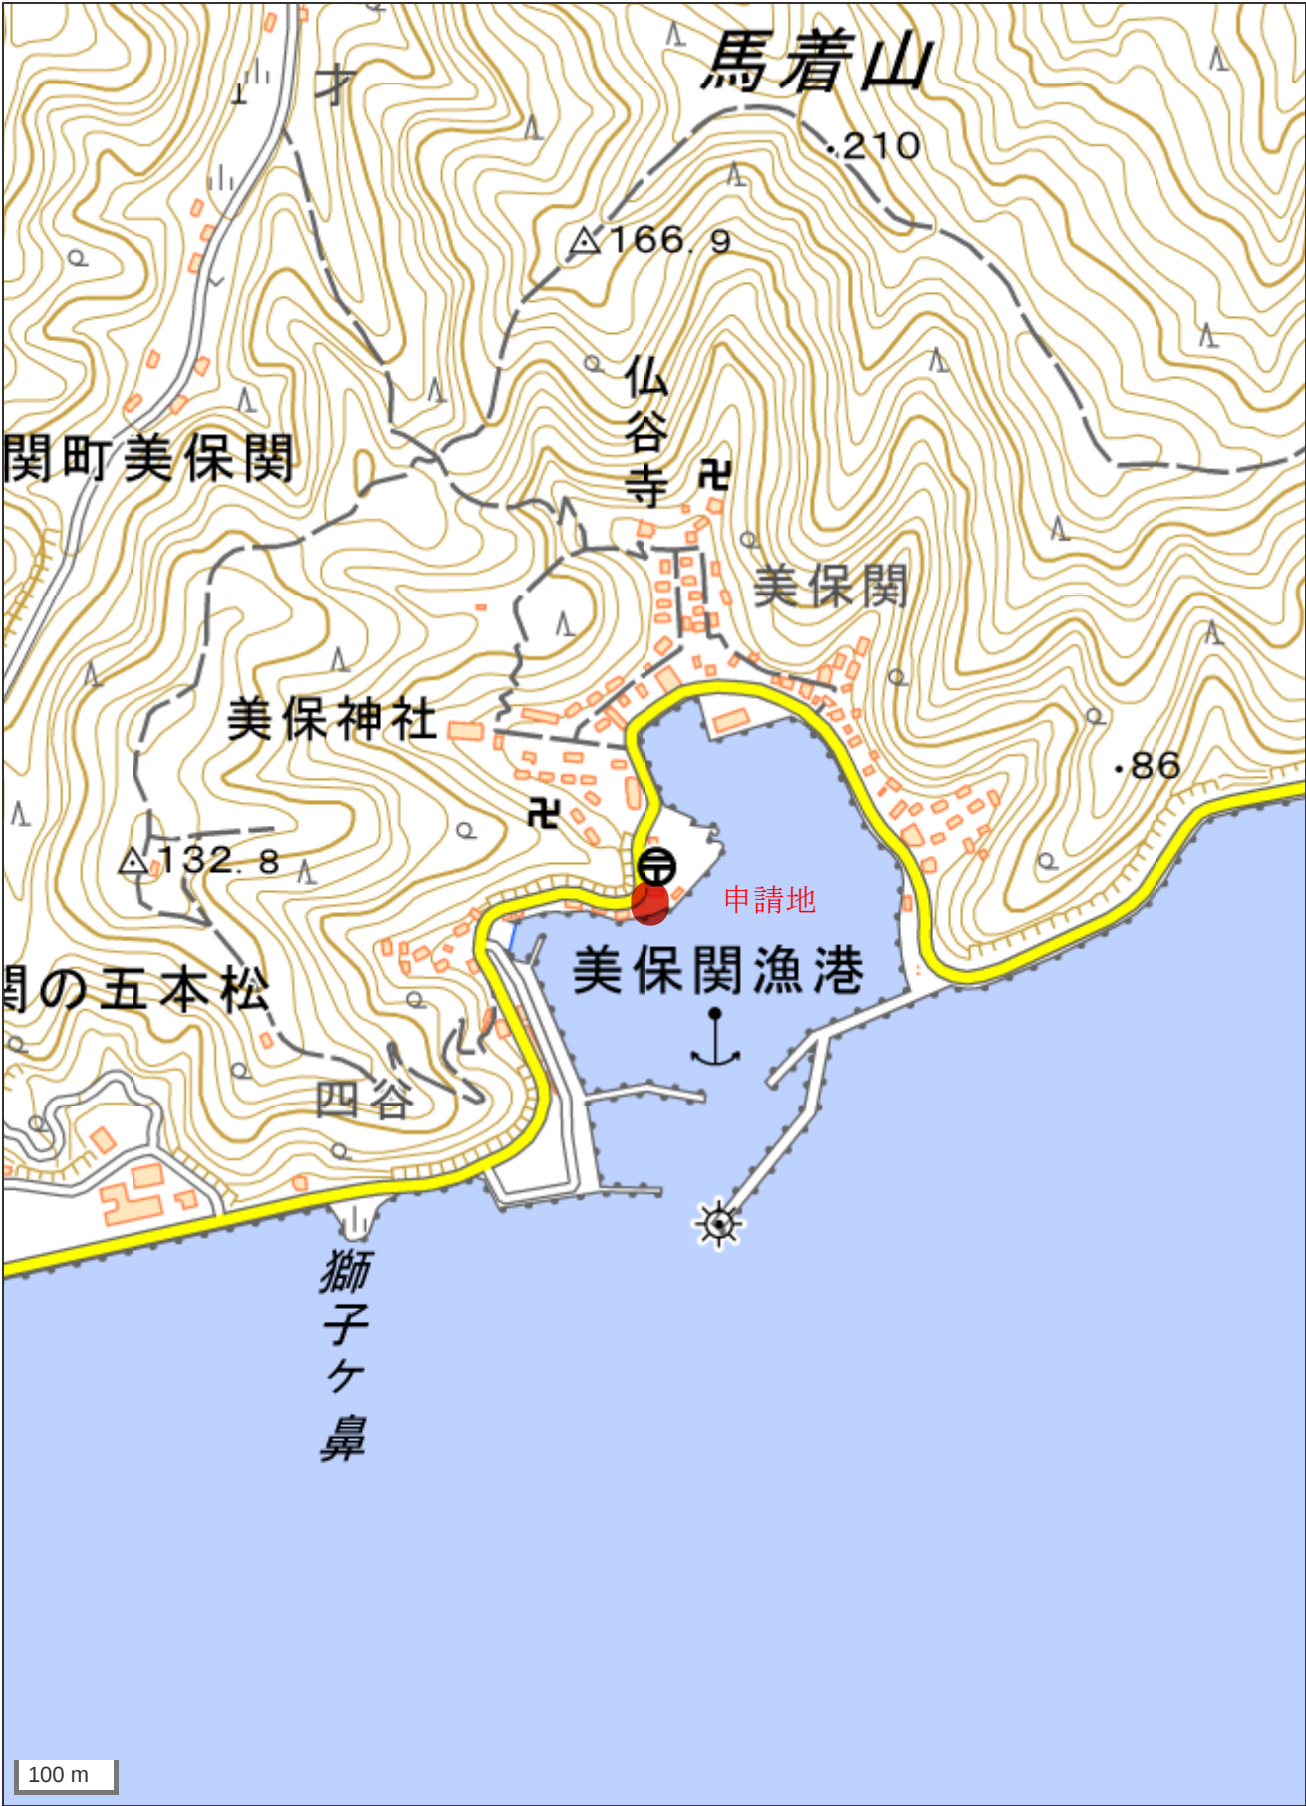 馬着山
才
210
166.9
仏谷寺
関町美保関
美保関
美保神社
86
132.8
申請地
美保関漁港
関の五本松
四谷
獅子ヶ鼻
100 m